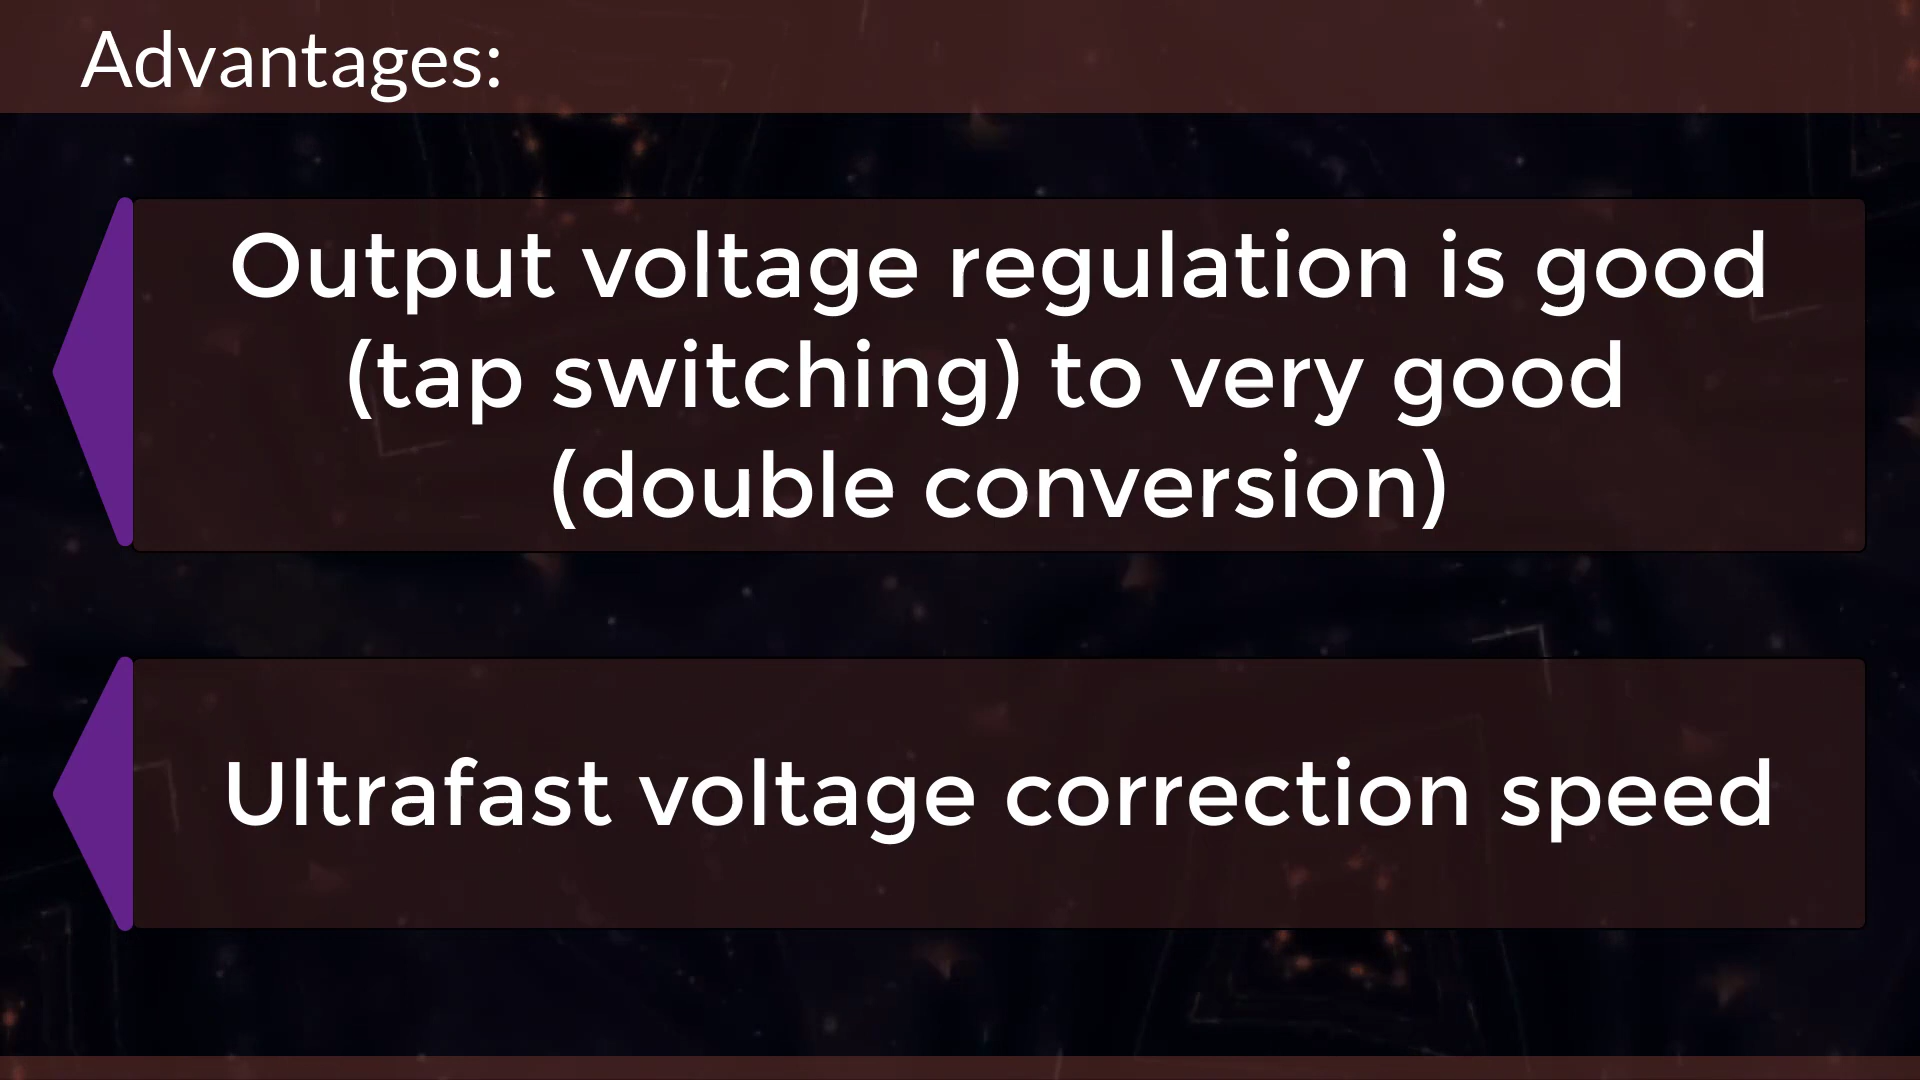 Advantages:
Output voltage regulation is good
(tap switching) to very good
(double conversion)
Ultrafast voltage correction speed